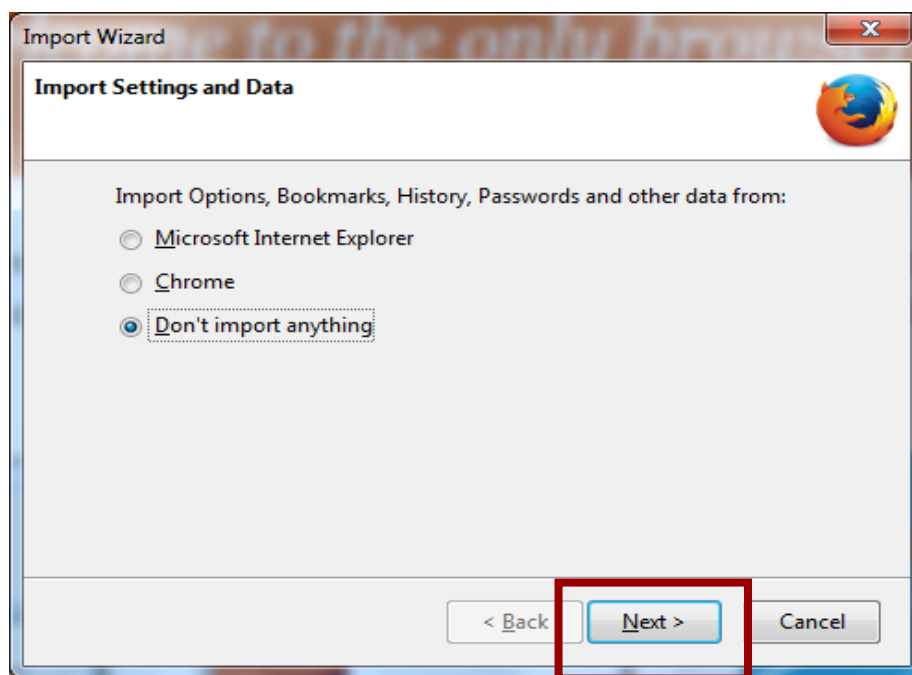 Import Wizard
Import Settings and Data
Import Options, Bookmarks, History, Passwords and other data from:
Microsoft Internet Explorer
Chrome
Don't import anything
< Back
Next >
Cancel